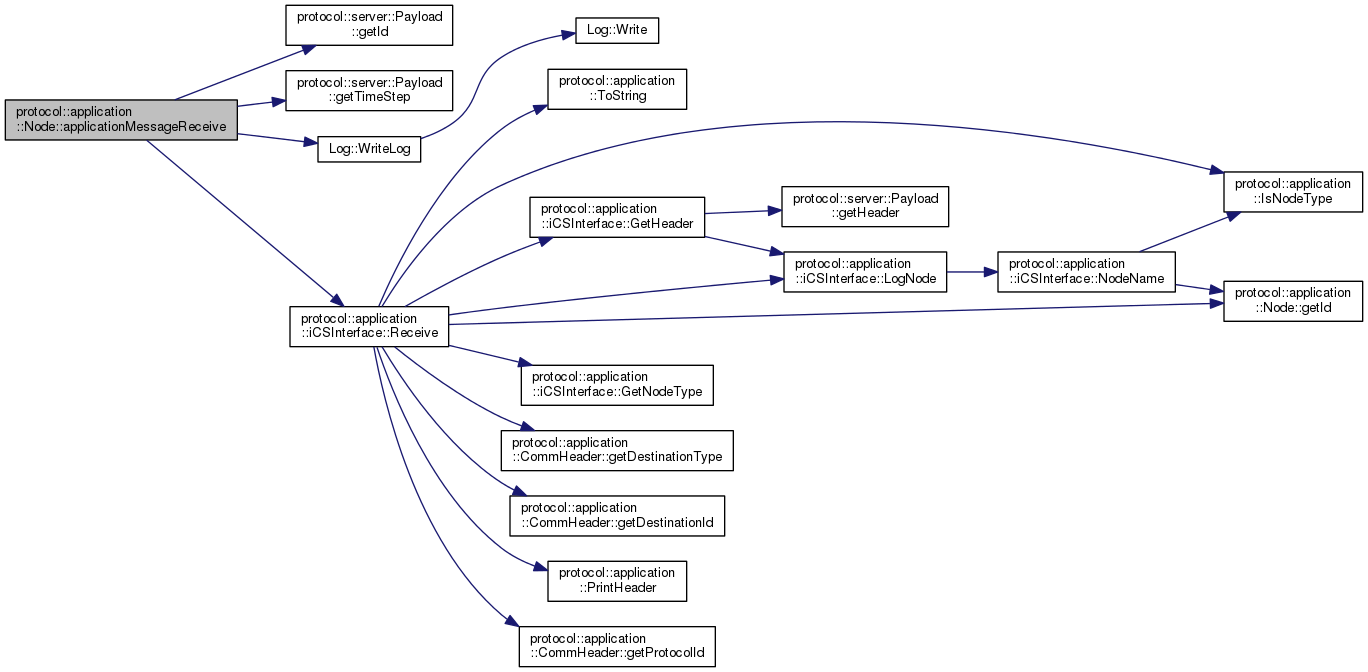 protocol::application
::Node::applicationMessageReceive
protocol::server::Payload
::getId
protocol::server::Payload
::getTimeStep
Log::WriteLog
Log::Write
protocol::application
::iCSInterface::Receive
protocol::application
::ToString
protocol::application
::iCSInterface::GetHeader
protocol::server::Payload
::getHeader
protocol::application
::iCSInterface::LogNode
protocol::application
::iCSInterface::NodeName
protocol::application
::IsNodeType
protocol::application
::Node::getId
protocol::application
::iCSInterface::GetNodeType
protocol::application
::CommHeader::getDestinationType
protocol::application
::CommHeader::getDestinationId
protocol::application
::PrintHeader
protocol::application
::CommHeader::getProtocolId